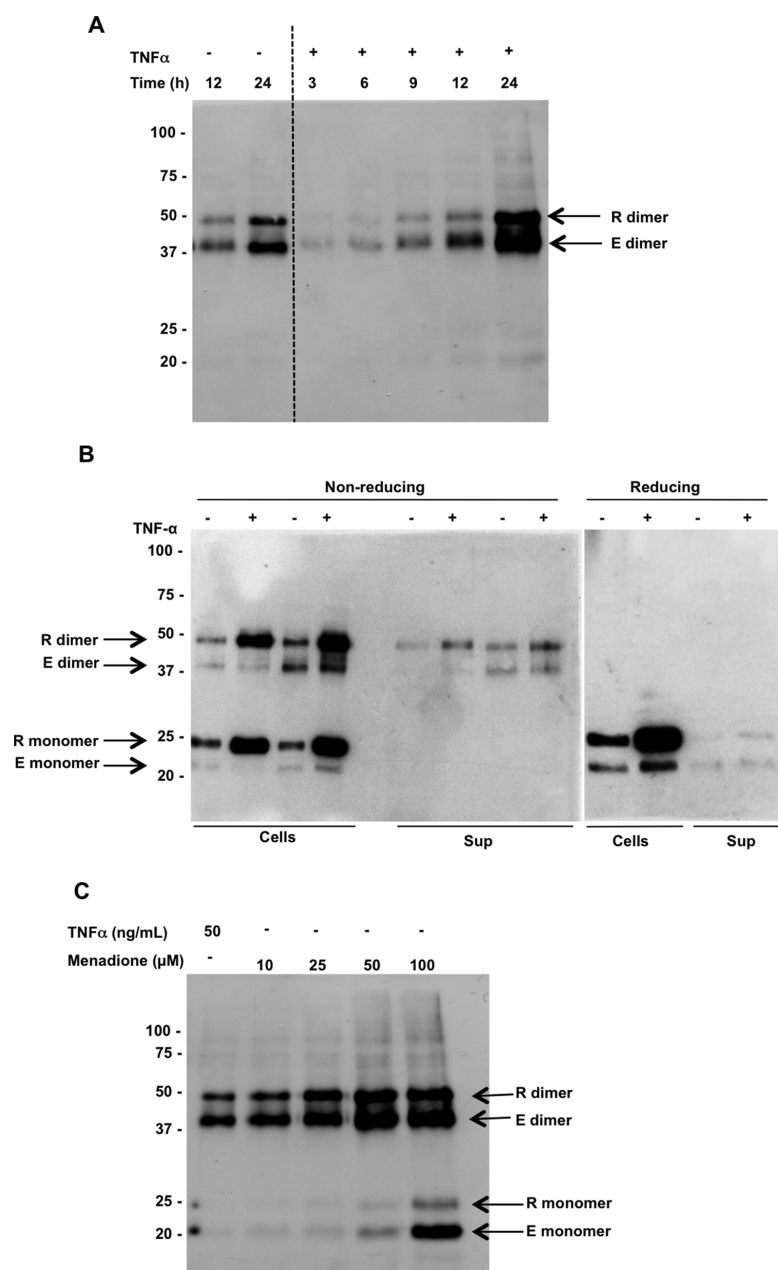 A
TNFα - - + + + + +
Time (h) 12 24 3 6 9 12 24
100 -
75 -
50 -
R dimer
E dimer
37 -
25 -
20 -
B
Non-reducing Reducing
TNF-α - + - + - + - + - + - +
100 -
75 -
50 -
R dimer
E dimer
37 -
25 -
R monomer
E monomer
20 -
Cells Sup Cells Sup
C
TNFα (ng/mL) 50 - - - -
Menadione (µM) - 10 25 50 100
100 -
75 -
50 -
R dimer
E dimer
37 -
25 -
R monomer
20 -
E monomer